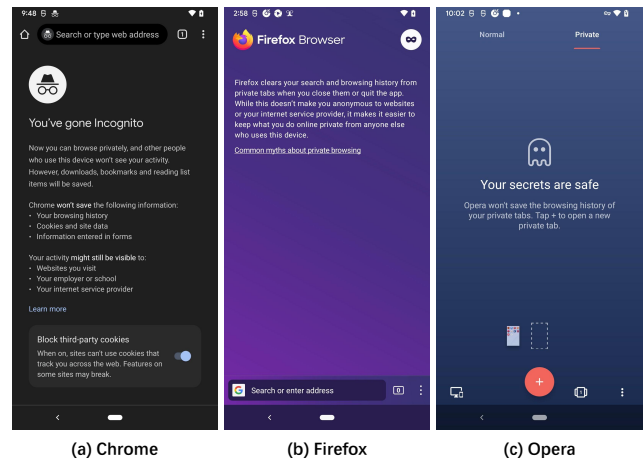 9:48
Search or type web address
1
You've gone Incognito
Now you can browse privately, and other people
who use this device won't see your activity.
However, downloads, bookmarks and reading list
items will be saved.
Chrome won't save the following information:
• Your browsing history
• Cookies and site data
• Information entered in forms
Your activity might still be visible to:
• Websites you visit
• Your employer or school
• Your internet service provider
Learn more
Block third-party cookies
When on, sites can't use cookies that
track you across the web. Features on
some sites may break.
(a) Chrome
2:58
Firefox Browser
Firefox clears your search and browsing history from
private tabs when you close them or quit the app.
While this doesn't make you anonymous to websites
or your internet service provider, it makes it easier to
keep what you do online private from anyone else
who uses this device.
Common myths about private browsing
G Search or enter address
0
(b) Firefox
10:02
Normal Private
Your secrets are safe
Opera won't save the browsing history of
your private tabs. Tap + to open a new
private tab.
+
(c) Opera